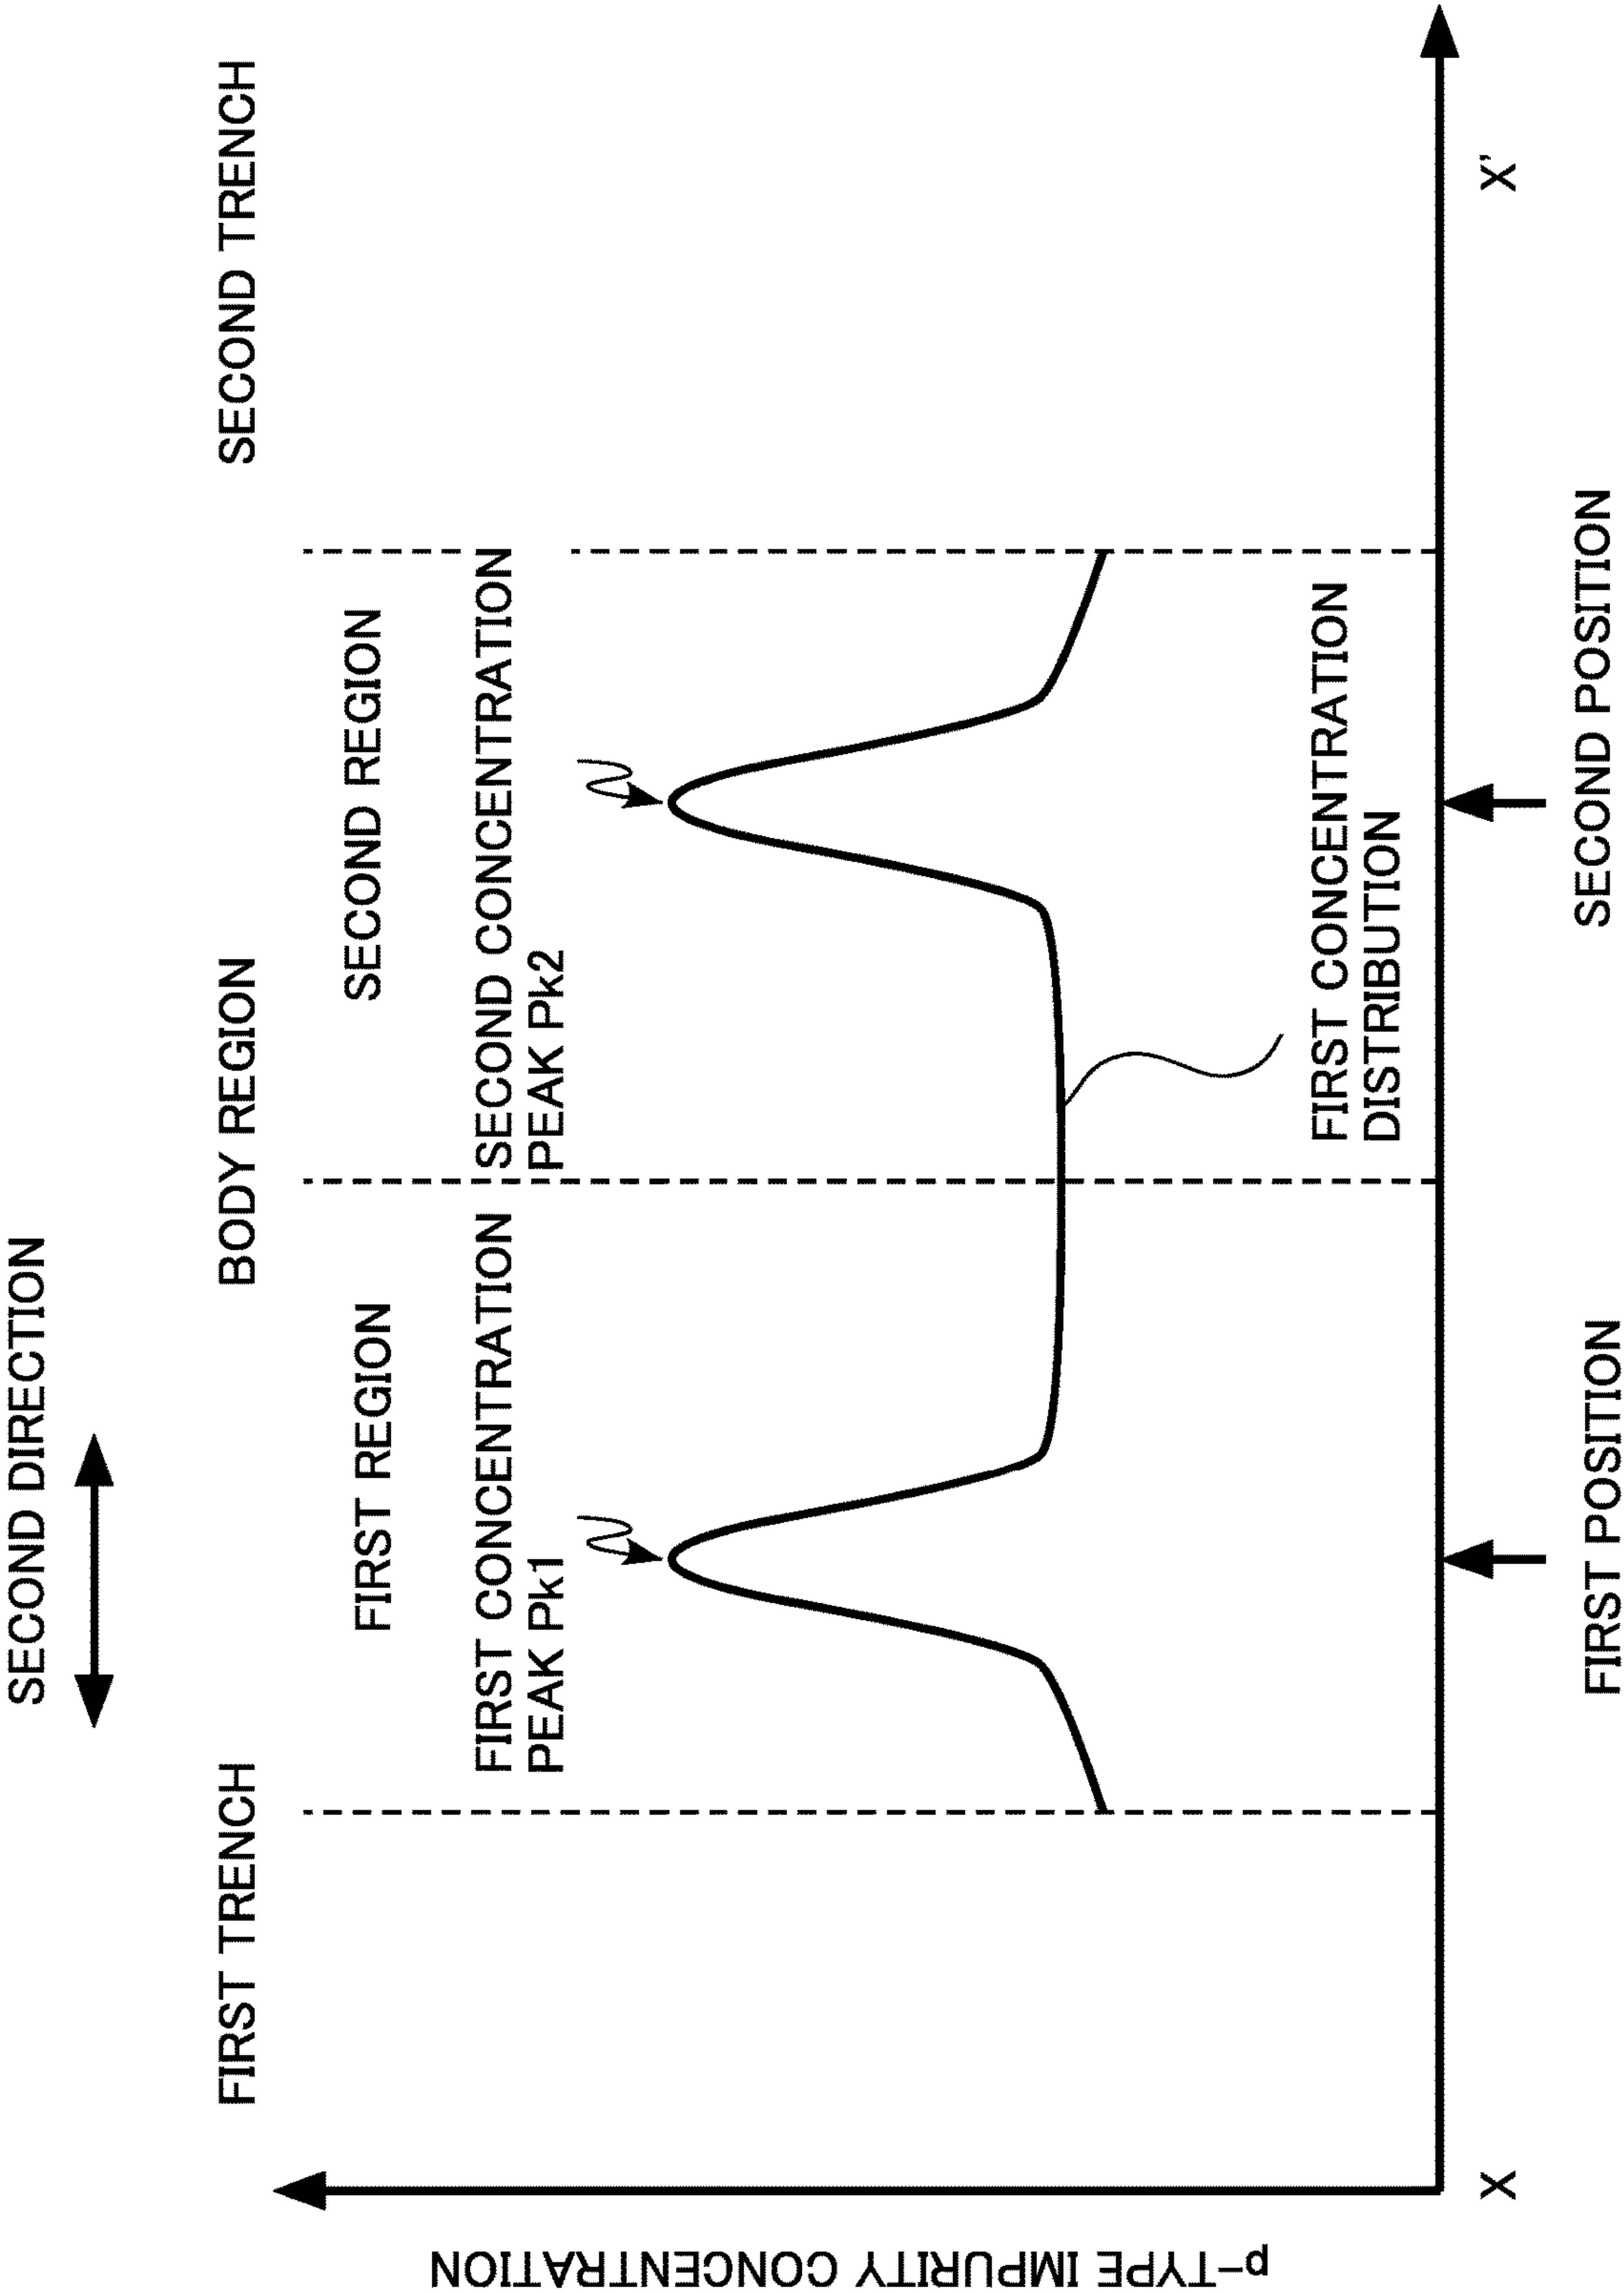 SECOND DIRECTION
FIRST TRENCH
BODY REGION
SECOND TRENCH
FIRST REGION
SECOND REGION
FIRST CONCENTRATION
PEAK Pk1
SECOND CONCENTRATION
PEAK Pk2
p-TYPE IMPURITY CONCENTRATION
FIRST CONCENTRATION
DISTRIBUTION
X
X'
FIRST POSITION
SECOND POSITION